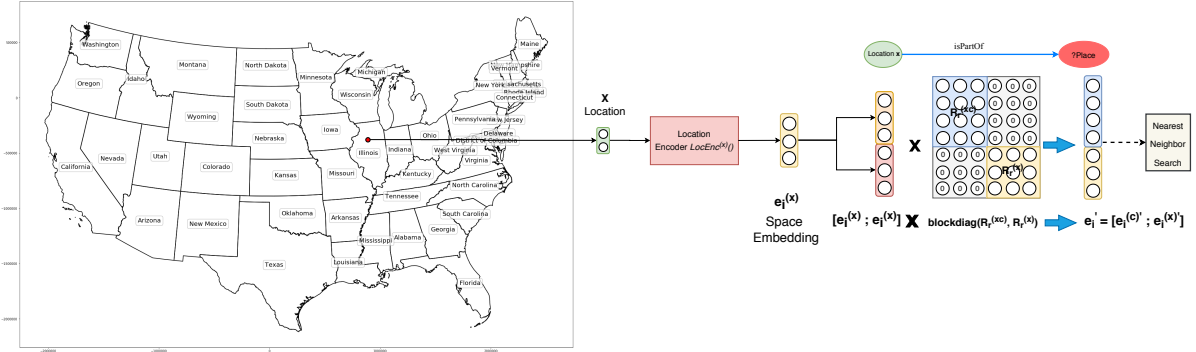 Washington
Montana
North Dakota
Minnesota
Michigan
Maine
Vermont
New York
Connecticut
Oregon
Idaho
Wyoming
South Dakota
Wisconsin
Iowa
Nebraska
Pennsylvania
Ohio
Delaware
District of Columbia
Illinois
Indiana
West Virginia
Virginia
Nevada
Utah
Colorado
Kansas
Missouri
Kentucky
California
North Carolina
Tennessee
Arizona
New Mexico
Oklahoma
Arkansas
South Carolina
Georgia
Mississippi
Alabama
Texas
Louisiana
Florida
X
Location
Location
Encoder LocEnc^(x)()
e_i^(x)
Space
Embedding
Location x
isPartOf
?Place
R_r^(xc)
R_r^(x)
X
Nearest
Neighbor
Search
[e_i^(x) ; e_i^(x)] X blockdiag(R_r^(xc), R_r^(x))
e_i' = [e_i^(c)' ; e_i^(x)']